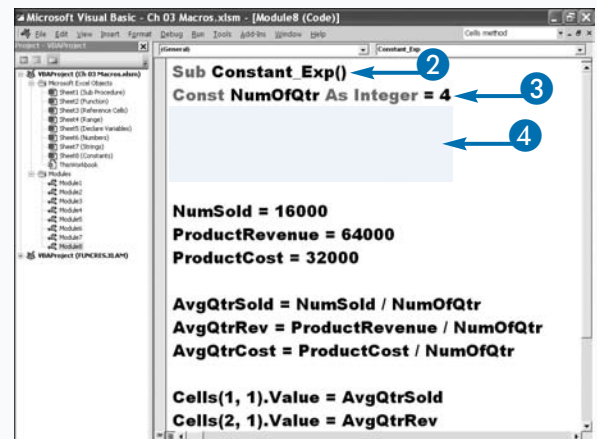 Microsoft Visual Basic - Ch 03 Macros.xlsm - [Module8 (Code)]
File Edit View Insert Format Debug Run Tools Add-Ins Window Help
Cells method
Project - VBAProject
(General)
Constant_Exp
VBAProject (Ch 03 Macros.xlsm)
Microsoft Excel Objects
Sheet1 (Sub Procedure)
Sheet2 (Function)
Sheet3 (Reference Cells)
Sheet4 (Range)
Sheet5 (Declare Variables)
Sheet6 (Numbers)
Sheet7 (Strings)
Sheet8 (Constants)
ThisWorkbook
Modules
Module1
Module2
Module3
Module4
Module5
Module6
Module7
Module8
VBAProject (FUNCRES.XLAM)
Sub Constant_Exp()
2
Const NumOfQtr As Integer = 4
3
4
NumSold = 16000
ProductRevenue = 64000
ProductCost = 32000
AvgQtrSold = NumSold / NumOfQtr
AvgQtrRev = ProductRevenue / NumOfQtr
AvgQtrCost = ProductCost / NumOfQtr
Cells(1, 1).Value = AvgQtrSold
Cells(2, 1).Value = AvgQtrRev